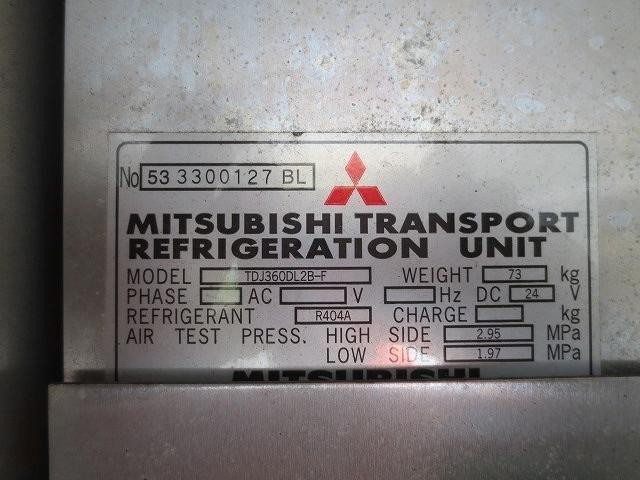 No 53 3300127 BL
MITSUBISHI TRANSPORT
REFRIGERATION UNIT
MODEL TDJ360DL2B-F WEIGHT 73 kg
PHASE AC V Hz DC 24 V
REFRIGERANT R404A CHARGE kg
AIR TEST PRESS. HIGH SIDE 2.95 MPa
LOW SIDE 1.97 MPa
MITSUBISHI